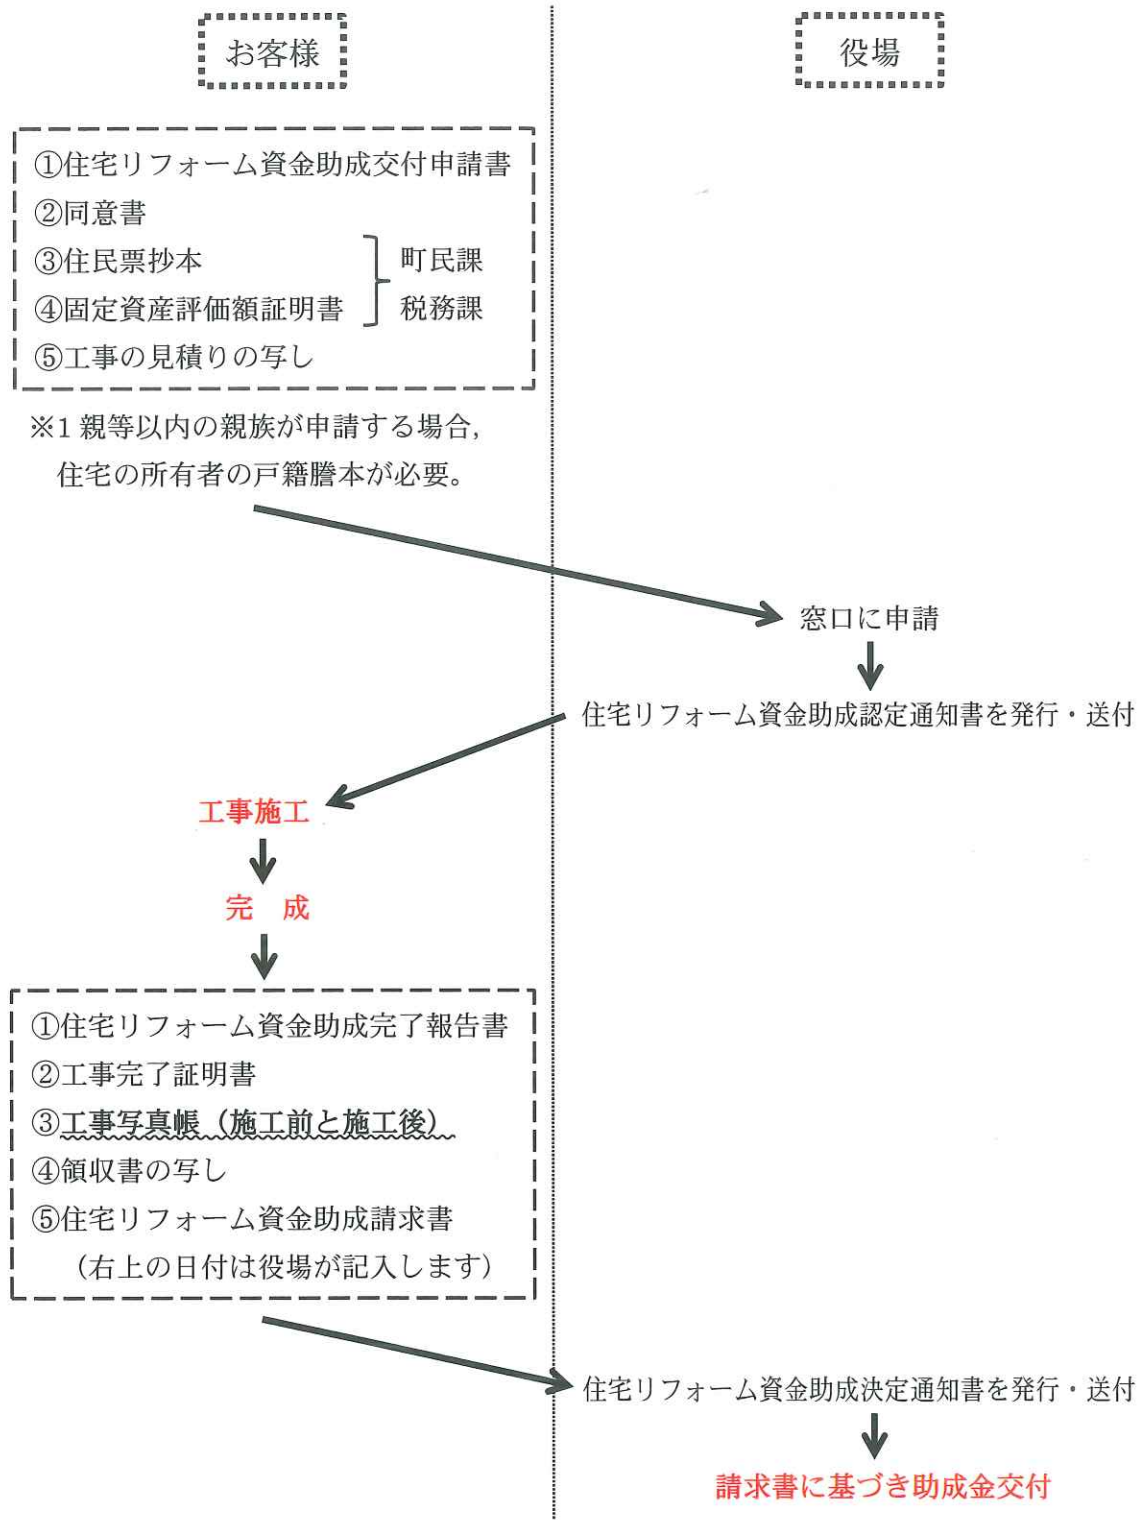 お客様
役場
①住宅リフォーム資金助成交付申請書
②同意書
③住民票抄本 町民課
④固定資産評価額証明書 税務課
⑤工事の見積りの写し
※1親等以内の親族が申請する場合,
住宅の所有者の戸籍謄本が必要。
窓口に申請
住宅リフォーム資金助成認定通知書を発行・送付
工事施工
完　成
①住宅リフォーム資金助成完了報告書
②工事完了証明書
③工事写真帳（施工前と施工後）
④領収書の写し
⑤住宅リフォーム資金助成請求書
（右上の日付は役場が記入します）
住宅リフォーム資金助成決定通知書を発行・送付
請求書に基づき助成金交付